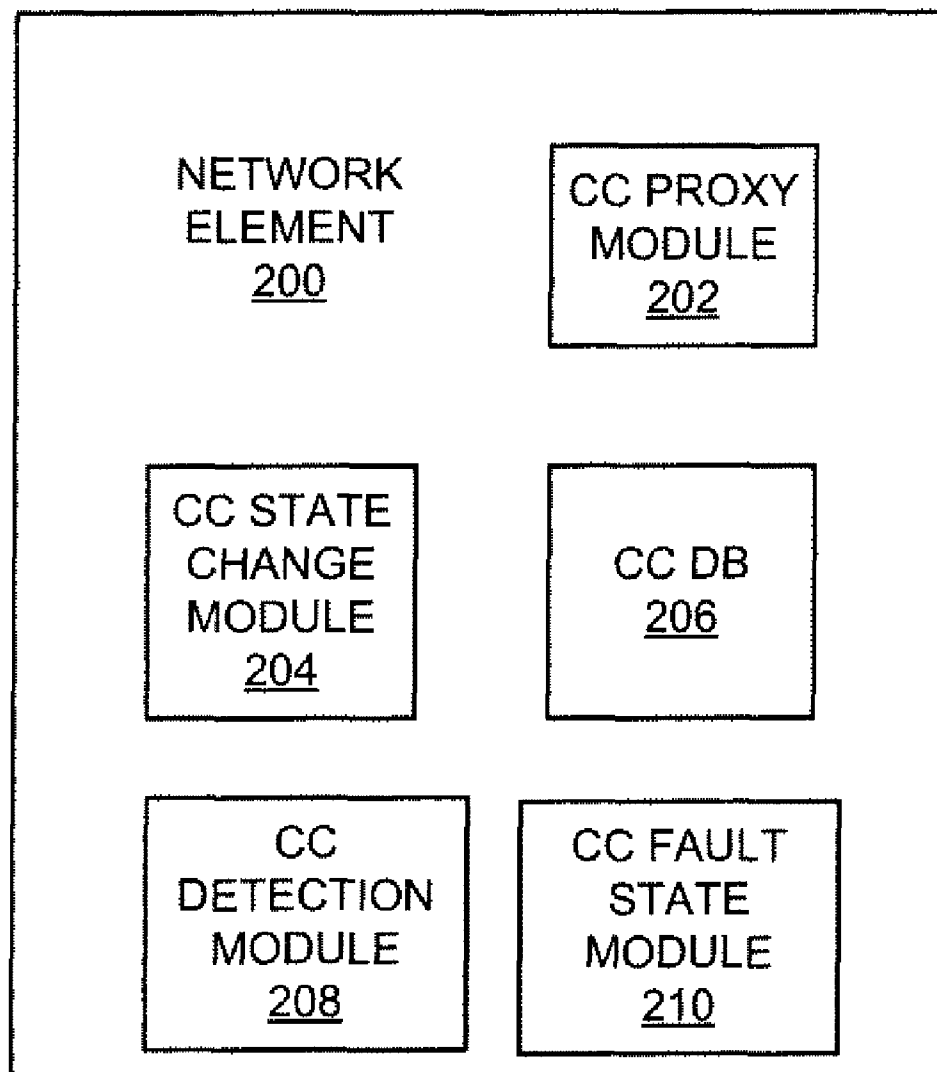 NETWORK
ELEMENT
200
CC PROXY
MODULE
202
CC STATE
CHANGE
MODULE
204
CC DB
206
CC
DETECTION
MODULE
208
CC FAULT
STATE
MODULE
210